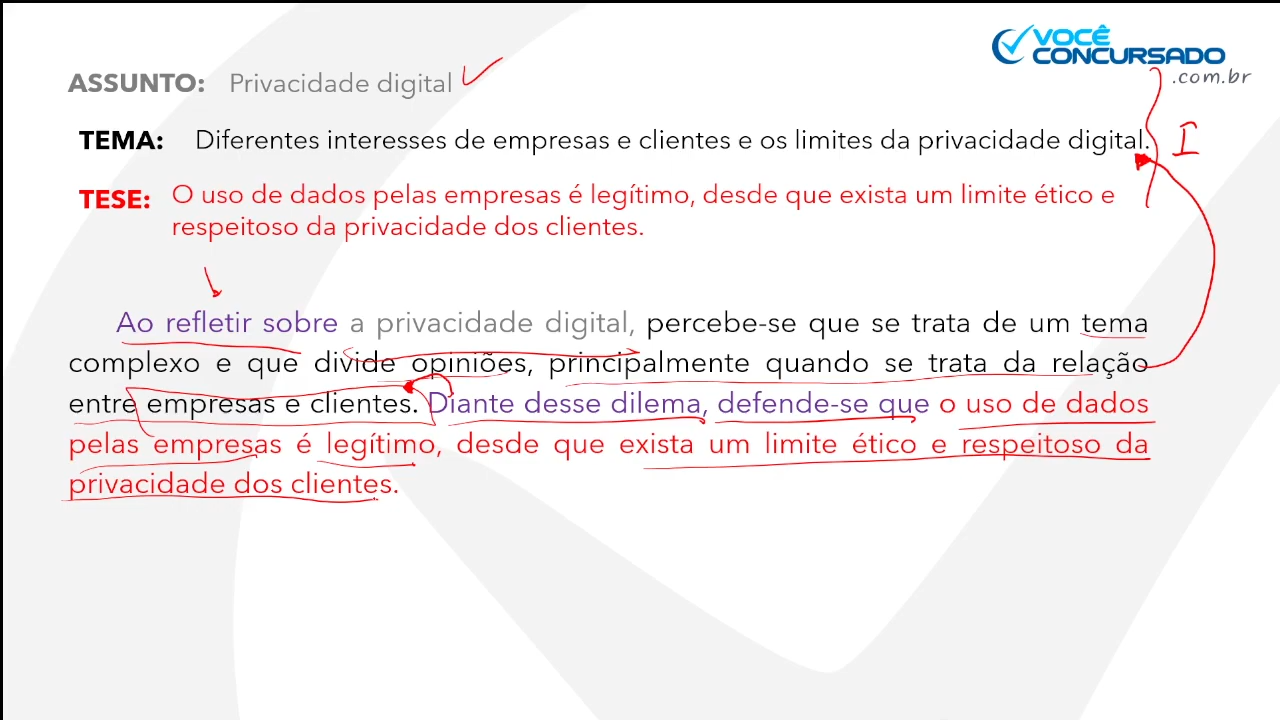 VOCÊ
CONCURSADO
.com.br
ASSUNTO: Privacidade digital
TEMA: Diferentes interesses de empresas e clientes e os limites da privacidade digital.
I
TESE: O uso de dados pelas empresas é legítimo, desde que exista um limite ético e
respeitoso da privacidade dos clientes.
Ao refletir sobre a privacidade digital, percebe-se que se trata de um tema
complexo e que divide opiniões, principalmente quando se trata da relação
entre empresas e clientes. Diante desse dilema, defende-se que o uso de dados
pelas empresas é legítimo, desde que exista um limite ético e respeitoso da
privacidade dos clientes.